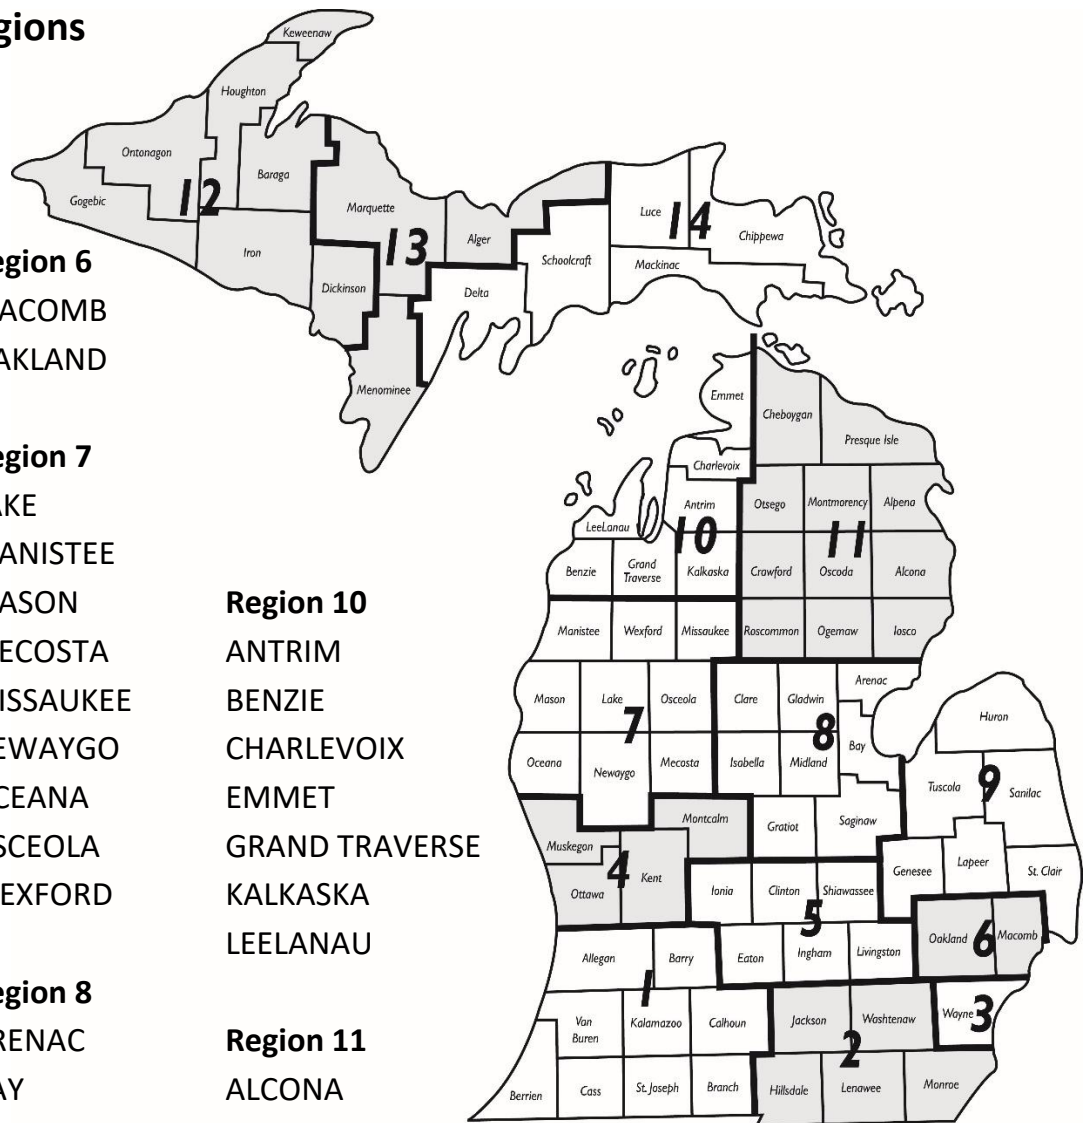 gions
egion 6
ACOMB
AKLAND
egion 7
AKE
ANISTEE
ASON
ECOSTA
ISSAUKEE
EWAYGO
CEANA
SCEOLA
EXFORD
egion 8
RENAC
AY
Region 10
ANTRIM
BENZIE
CHARLEVOIX
EMMET
GRAND TRAVERSE
KALKASKA
LEELANAU
Region 11
ALCONA
Keweenaw
Houghton
Ontonagon
Baraga
Gogebic
12
Iron
Marquette
13
Alger
Dickinson
Delta
Menominee
Schoolcraft
Luce
14
Chippewa
Mackinac
Emmet
Cheboygan
Presque Isle
Charlevoix
Antrim
Otsego
Montmorency
Alpena
LeeLanau
10
11
Benzie
Grand
Traverse
Kalkaska
Crawford
Oscoda
Alcona
Manistee
Wexford
Missaukee
Roscommon
Ogemaw
Iosco
Mason
Lake
Osceola
Clare
Gladwin
Arenac
7
8
Oceana
Newaygo
Mecosta
Isabella
Midland
Bay
Huron
Tuscola
9
Sanilac
Montcalm
Gratiot
Saginaw
Muskegon
4
Kent
Ottawa
Ionia
Clinton
Shiawassee
Genesee
Lapeer
St. Clair
5
Allegan
Barry
Eaton
Ingham
Livingston
Oakland
6
Macomb
1
Van
Buren
Kalamazoo
Calhoun
Jackson
Washtenaw
Wayne
3
2
Berrien
Cass
St. Joseph
Branch
Hillsdale
Lenawee
Monroe